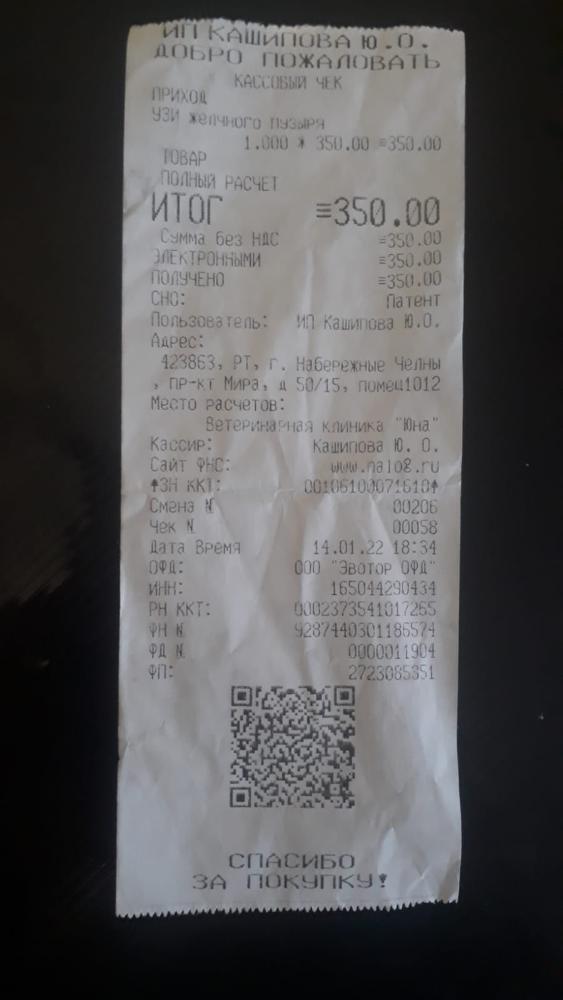 ИП КАШИПОВА Ю.О.
ДОБРО ПОЖАЛОВАТЬ
КАССОВЫЙ ЧЕК
ПРИХОД
УЗИ желчного пузыря
1.000 * 350.00 =350.00
ТОВАР
ПОЛНЫЙ РАСЧЕТ
ИТОГ =350.00
Сумма без НДС =350.00
ЭЛЕКТРОННЫМИ =350.00
ПОЛУЧЕНО =350.00
СНО: Патент
Пользователь: ИП Кашипова Ю.О.
Адрес:
423863, РТ, г. Набережные Челны
, пр-кт Мира, д 50/15, помещ1012
Место расчетов:
Ветеринарная клиника "Юна"
Кассир: Кашипова Ю. О.
Сайт ФНС: www.nalog.ru
↑ЗН ККТ: 00106100071610↑
Смена N 00206
Чек N 00058
Дата Время 14.01.22 18:34
ОФД: ООО "Эвотор ОФД"
ИНН: 165044290434
РН ККТ: 0002373541017265
ФН N 9287440301186574
ФД N 0000011904
ФП: 2723085351
СПАСИБО
ЗА ПОКУПКУ!